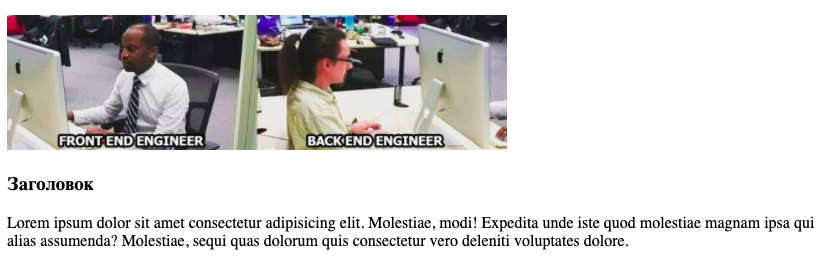 FRONT END ENGINEER
BACK END ENGINEER
Заголовок
Lorem ipsum dolor sit amet consectetur adipisicing elit. Molestiae, modi! Expedita unde iste quod molestiae magnam ipsa qui
alias assumenda? Molestiae, sequi quas dolorum quis consectetur vero deleniti voluptates dolore.